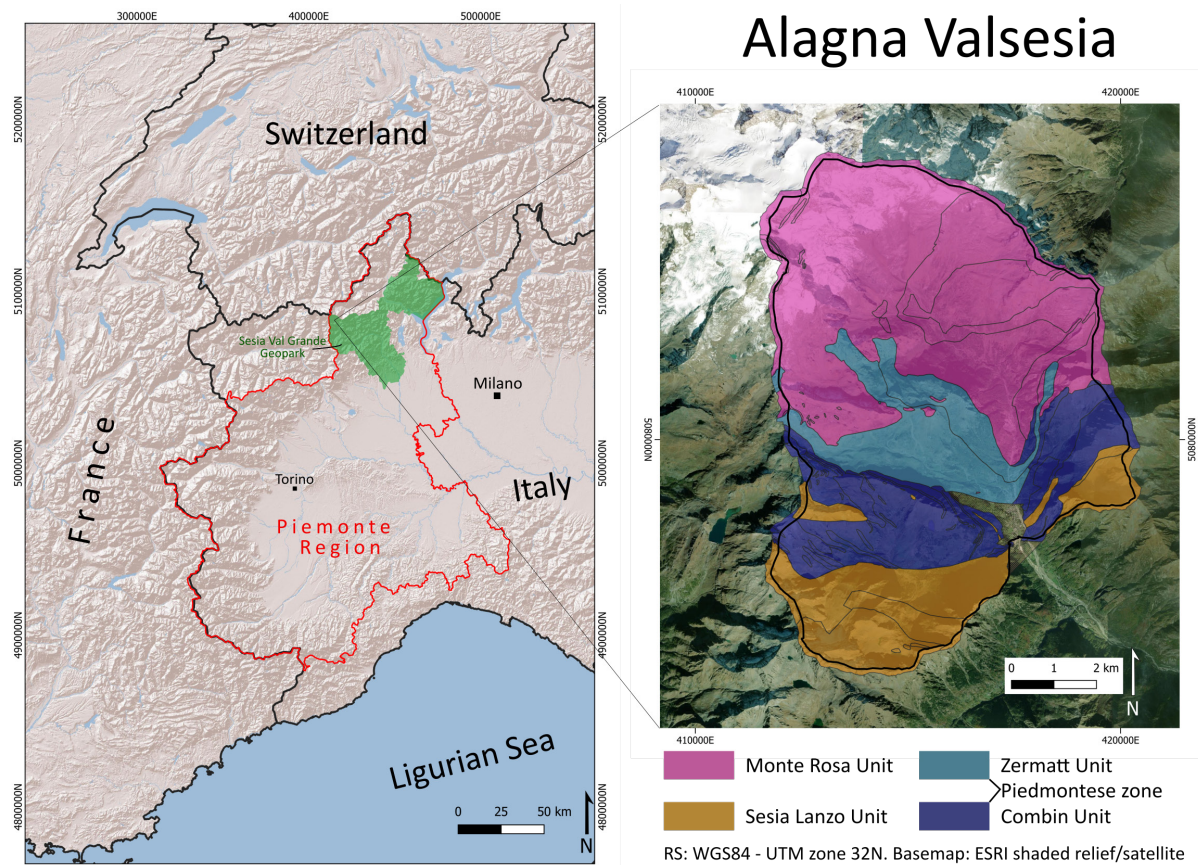 Alagna Valsesia
300000E
400000E
500000E
5200000N
5200000N
5100000N
5100000N
5000000N
5000000N
4900000N
4900000N
4800000N
4800000N
Switzerland
Sesia Val Grande
Geopark
Milano
France
Torino
Italy
Piemonte
Region
Ligurian Sea
0 25 50 km
N
410000E
420000E
5080000N
5080000N
0 1 2 km
N
410000E
420000E
Monte Rosa Unit
Zermatt Unit
Piedmontese zone
Sesia Lanzo Unit
Combin Unit
RS: WGS84 - UTM zone 32N. Basemap: ESRI shaded relief/satellite